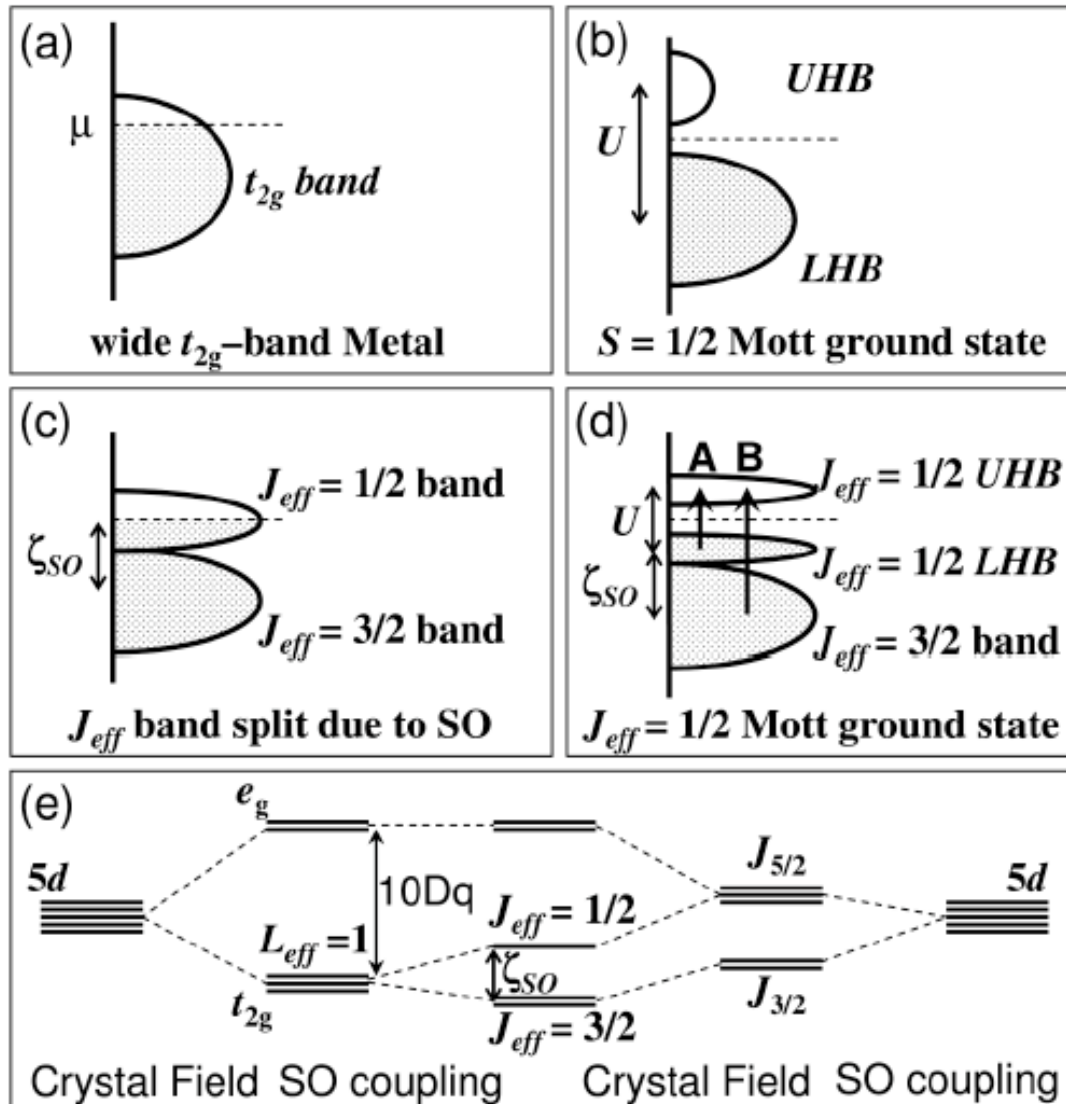 (a)
μ
t2g band
wide t2g–band Metal
(b)
UHB
U
LHB
S = 1/2 Mott ground state
(c)
Jeff = 1/2 band
ζSO
Jeff = 3/2 band
Jeff band split due to SO
(d)
A B
Jeff = 1/2 UHB
U
Jeff = 1/2 LHB
ζSO
Jeff = 3/2 band
Jeff = 1/2 Mott ground state
(e)
eg
5d
10Dq
Leff =1
t2g
Jeff = 1/2
ζSO
Jeff = 3/2
J5/2
J3/2
5d
Crystal Field SO coupling Crystal Field SO coupling